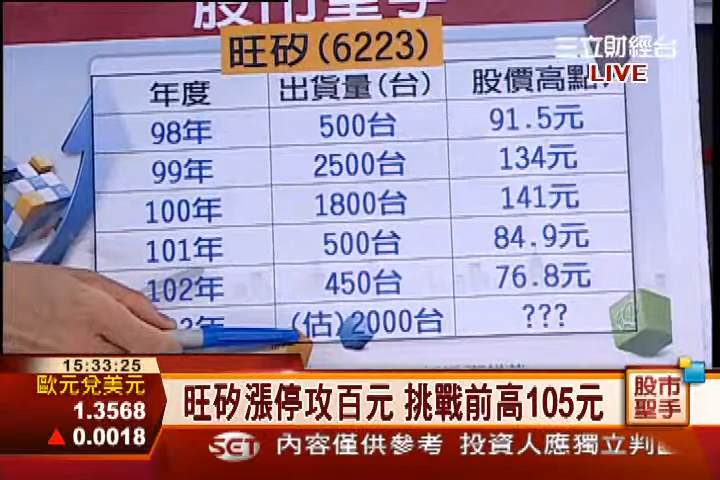 股市聖手
旺矽(6223)
三立財經台
LIVE
年度 出貨量(台) 股價高點
98年 500台 91.5元
99年 2500台 134元
100年 1800台 141元
101年 500台 84.9元
102年 450台 76.8元
3年 (估)2000台 ???
15:33:25
歐元兌美元
1.3568
▲0.0018
旺矽漲停攻百元 挑戰前高105元
股市
聖手
SET 內容僅供參考 投資人應獨立判